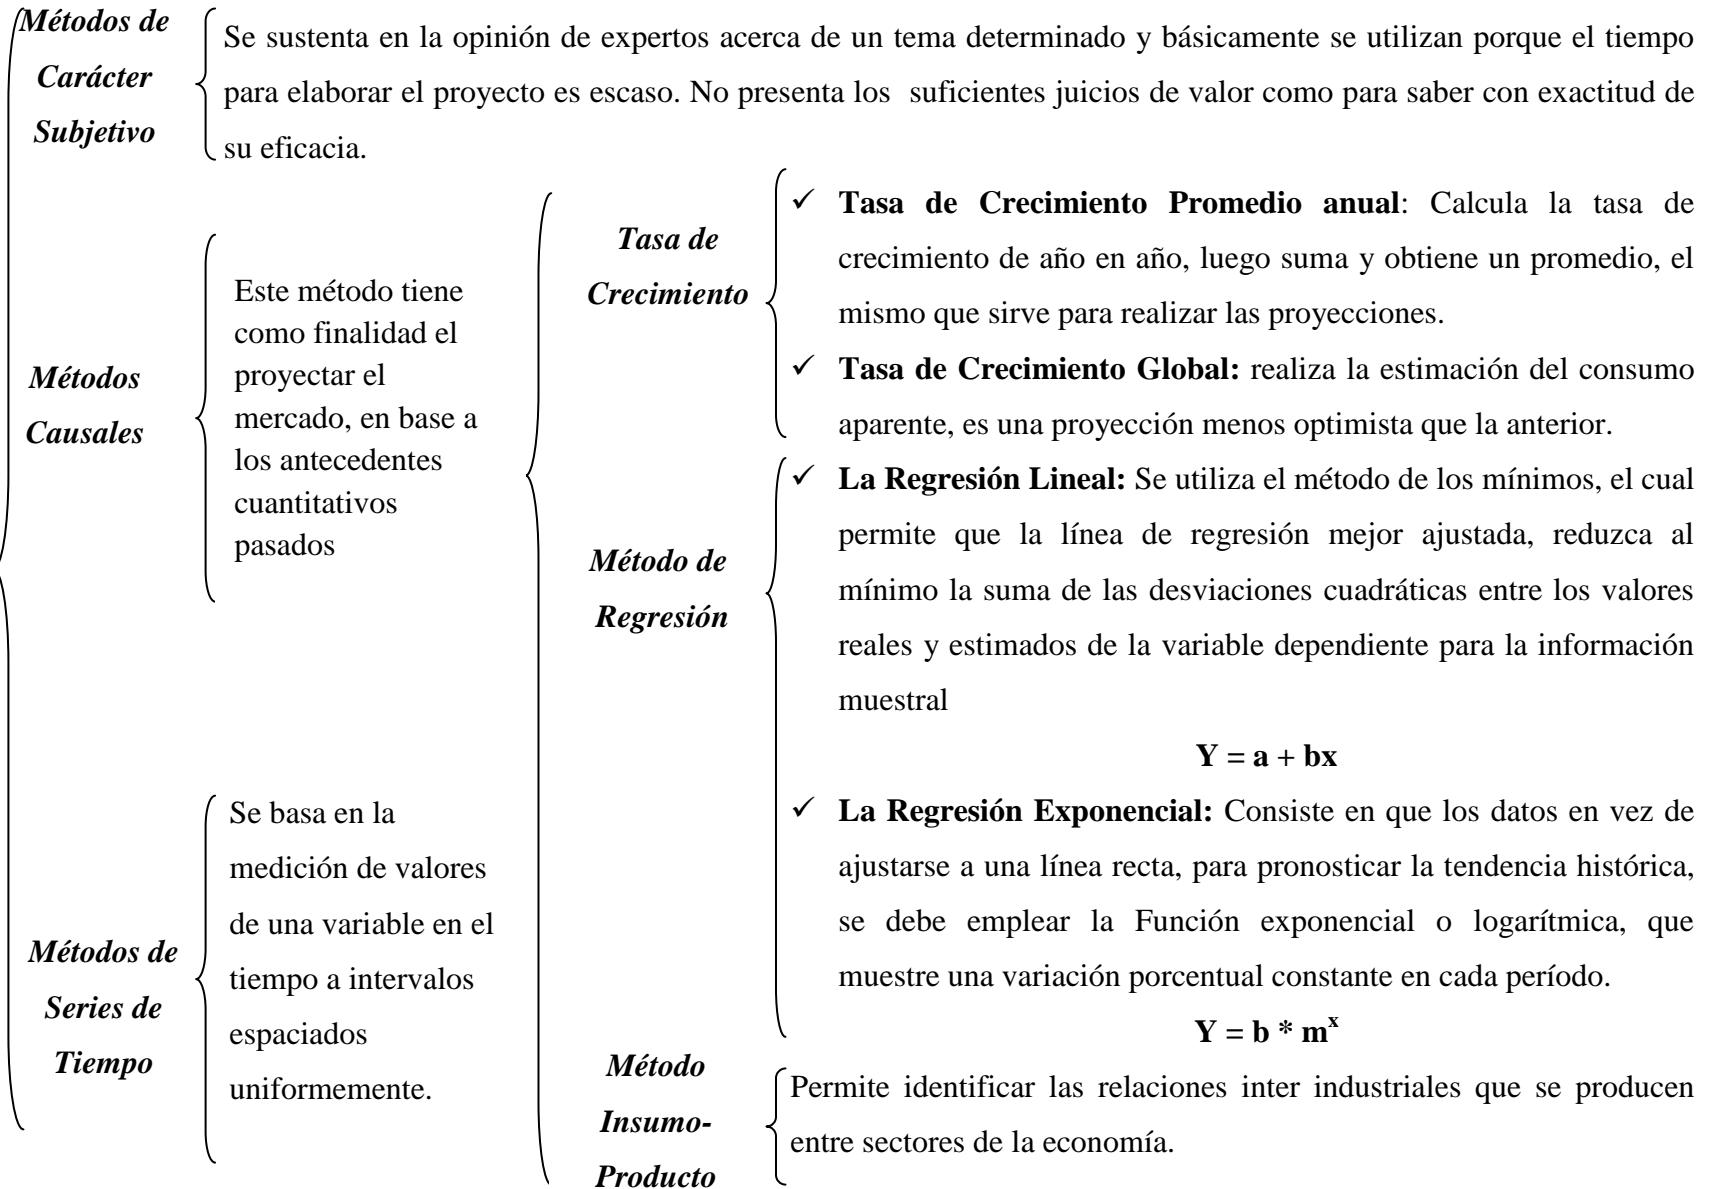 Métodos de
Carácter
Subjetivo
Se sustenta en la opinión de expertos acerca de un tema determinado y básicamente se utilizan porque el tiempo
para elaborar el proyecto es escaso. No presenta los suficientes juicios de valor como para saber con exactitud de
su eficacia.
Métodos
Causales
Este método tiene
como finalidad el
proyectar el
mercado, en base a
los antecedentes
cuantitativos
pasados
Tasa de
Crecimiento
✓ Tasa de Crecimiento Promedio anual: Calcula la tasa de
crecimiento de año en año, luego suma y obtiene un promedio, el
mismo que sirve para realizar las proyecciones.
✓ Tasa de Crecimiento Global: realiza la estimación del consumo
aparente, es una proyección menos optimista que la anterior.
Método de
Regresión
✓ La Regresión Lineal: Se utiliza el método de los mínimos, el cual
permite que la línea de regresión mejor ajustada, reduzca al
mínimo la suma de las desviaciones cuadráticas entre los valores
reales y estimados de la variable dependiente para la información
muestral
Y = a + bx
✓ La Regresión Exponencial: Consiste en que los datos en vez de
ajustarse a una línea recta, para pronosticar la tendencia histórica,
se debe emplear la Función exponencial o logarítmica, que
muestre una variación porcentual constante en cada período.
Y = b * m^x
Método
Insumo-
Producto
Permite identificar las relaciones inter industriales que se producen
entre sectores de la economía.
Métodos de
Series de
Tiempo
Se basa en la
medición de valores
de una variable en el
tiempo a intervalos
espaciados
uniformemente.